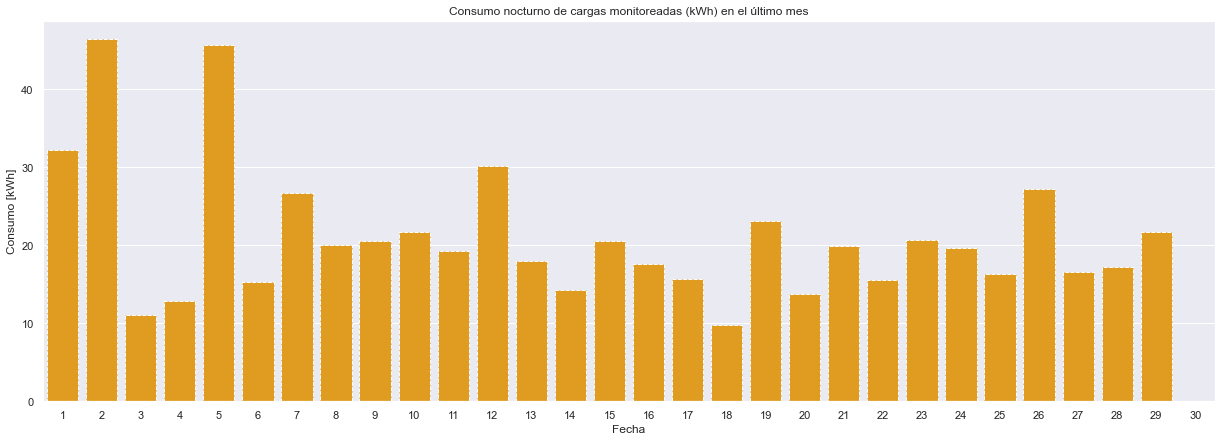 Consumo nocturno de cargas monitoreadas (kWh) en el último mes
Consumo [kWh]
40
30
20
10
0
1 2 3 4 5 6 7 8 9 10 11 12 13 14 15 16 17 18 19 20 21 22 23 24 25 26 27 28 29 30
Fecha